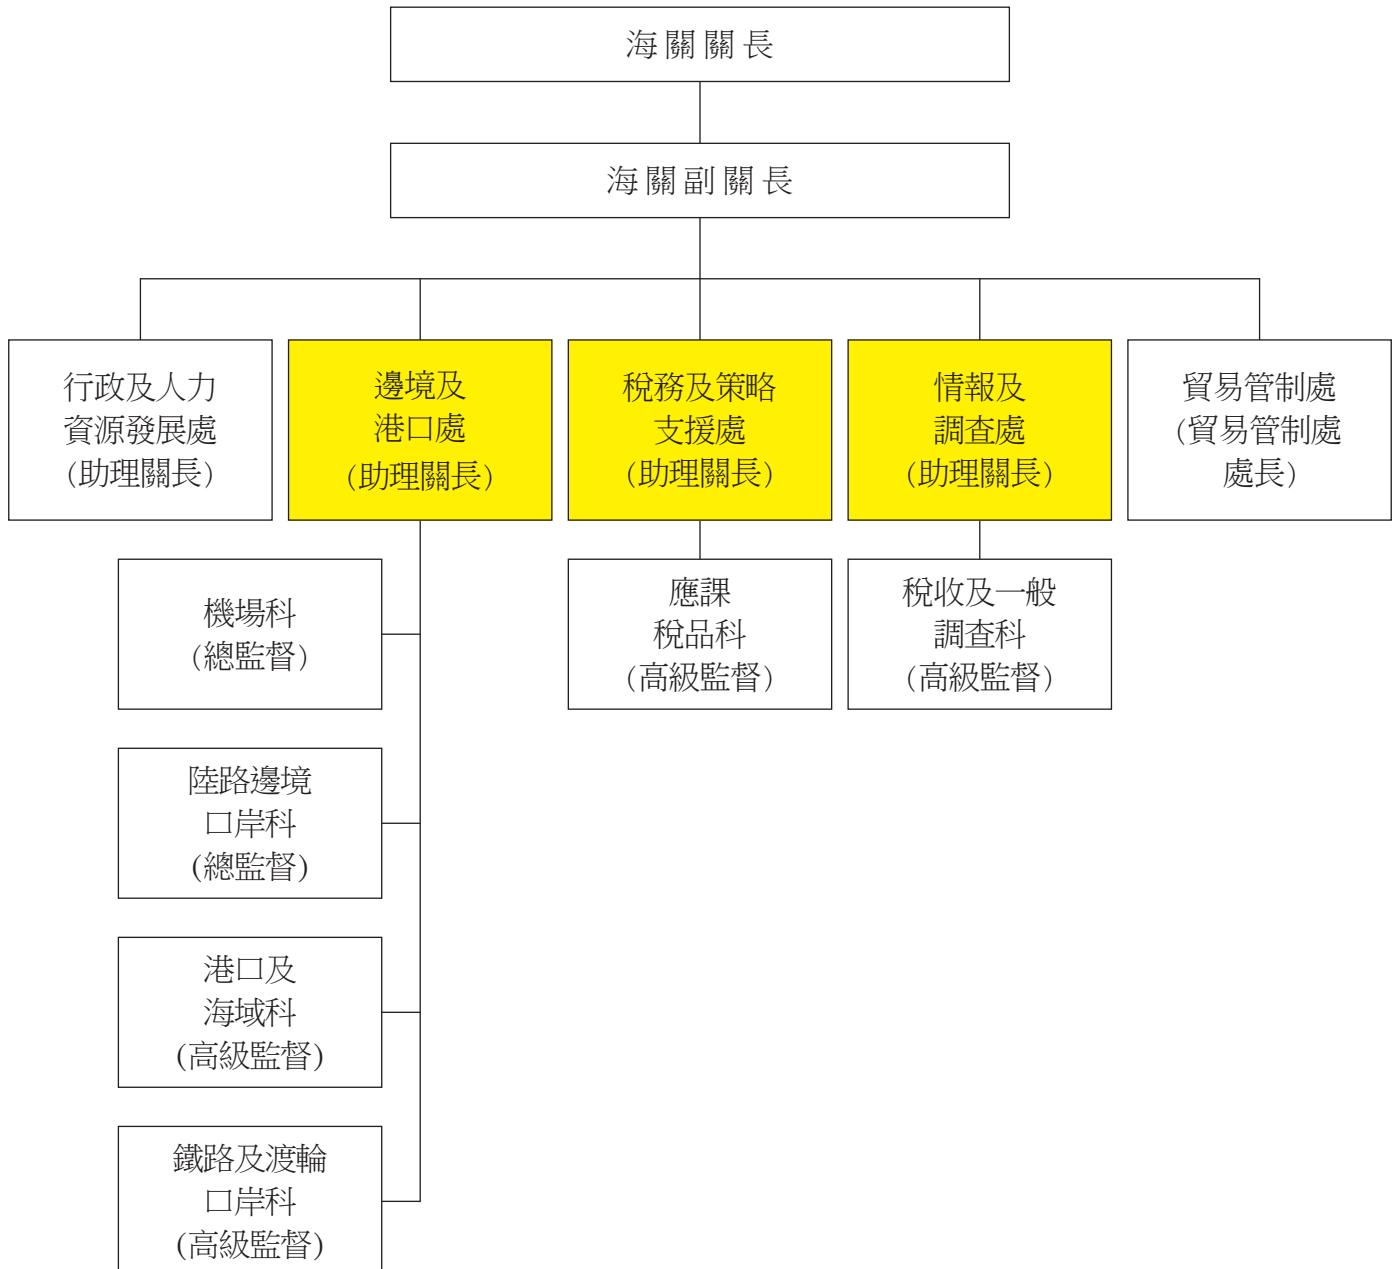 海關關長
海關副關長
行政及人力
資源發展處
(助理關長)
邊境及
港口處
(助理關長)
稅務及策略
支援處
(助理關長)
情報及
調查處
(助理關長)
貿易管制處
(貿易管制處
處長)
機場科
(總監督)
應課
稅品科
(高級監督)
稅收及一般
調查科
(高級監督)
陸路邊境
口岸科
(總監督)
港口及
海域科
(高級監督)
鐵路及渡輪
口岸科
(高級監督)